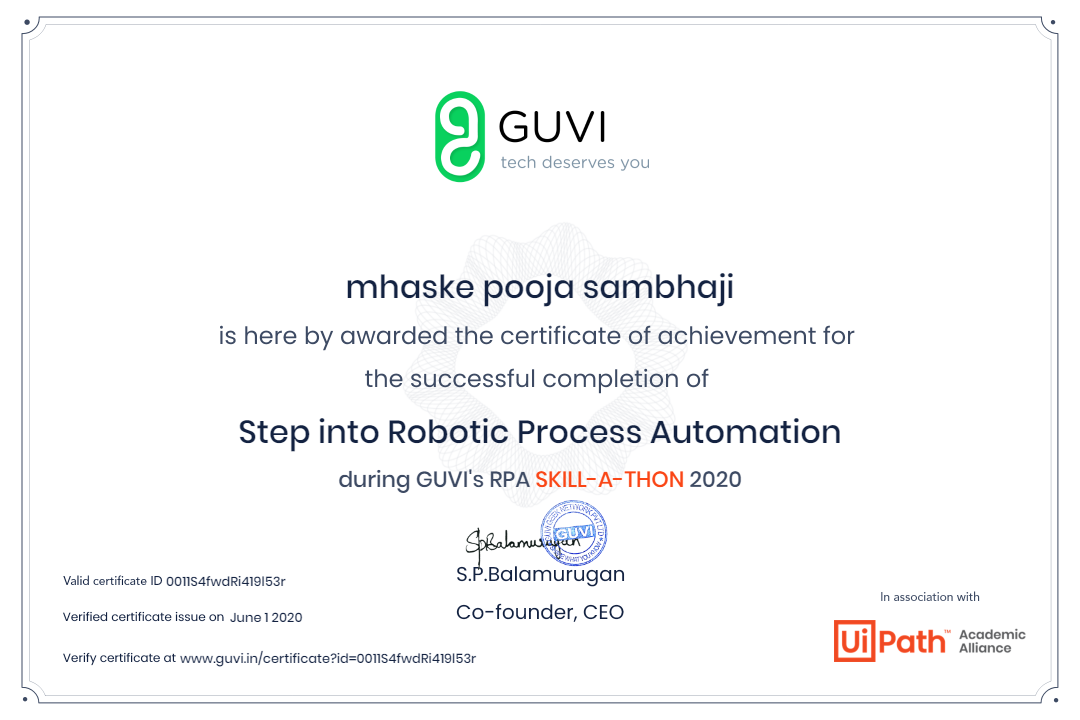 GUVI
tech deserves you
mhaske pooja sambhaji
is here by awarded the certificate of achievement for
the successful completion of
Step into Robotic Process Automation
during GUVI's RPA SKILL-A-THON 2020
S.P.Balamurugan
GUVI
S.P.Balamurugan
Co-founder, CEO
Valid certificate ID 0011S4fwdRi419l53r
Verified certificate issue on June 1 2020
Verify certificate at www.guvi.in/certificate?id=0011S4fwdRi419l53r
In association with
UiPath™ Academic
Alliance